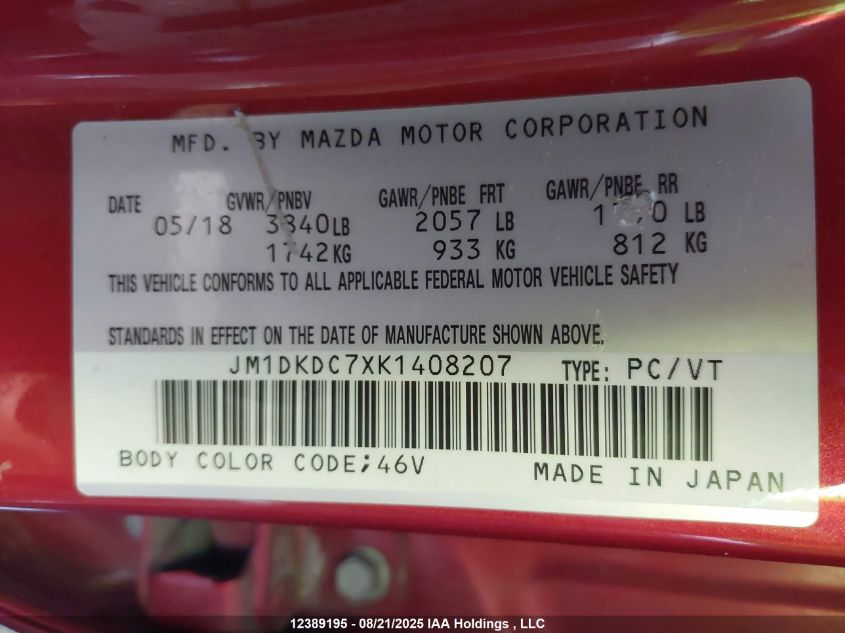 MFD. BY MAZDA MOTOR CORPORATION
DATE GVWR/PNBV GAWR/PNBE FRT GAWR/PNBE RR
05/18 3840LB 2057 LB LB
1742KG 933 KG 812 KG
THIS VEHICLE CONFORMS TO ALL APPLICABLE FEDERAL MOTOR VEHICLE SAFETY
STANDARDS IN EFFECT ON THE DATE OF MANUFACTURE SHOWN ABOVE.
JM1DKDC7XK1408207 TYPE: PC/VT
BODY COLOR CODE;46V MADE IN JAPAN
12389195 - 08/21/2025 IAA Holdings , LLC